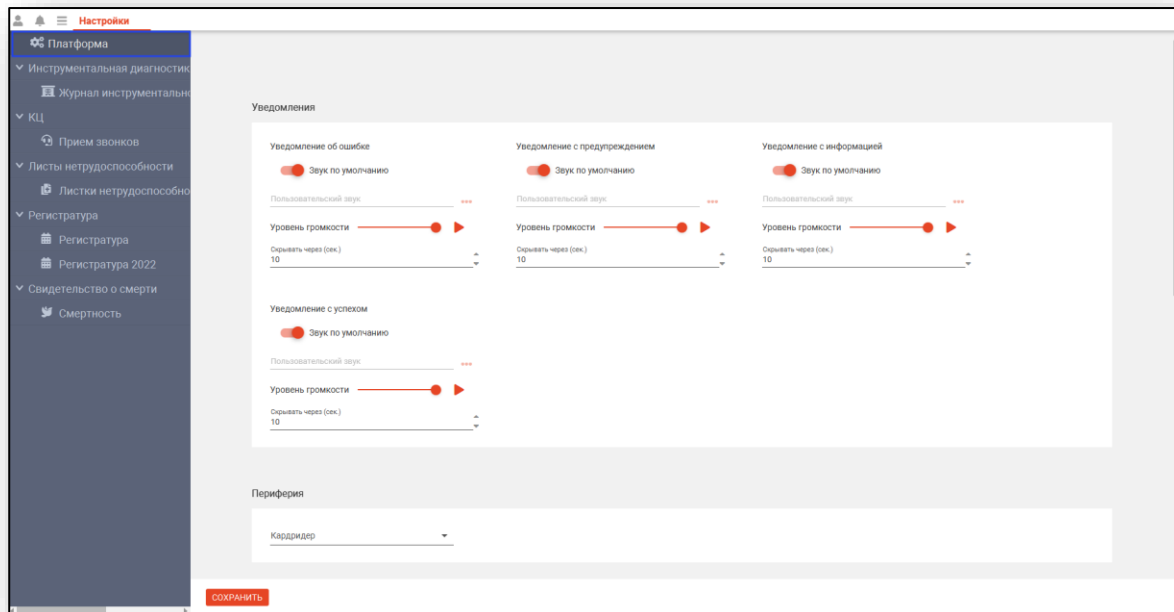 Настройки
Платформа
Инструментальная диагностик
Журнал инструментально
КЦ
Прием звонков
Листы нетрудоспособности
Листки нетрудоспособно
Регистратура
Регистратура
Регистратура 2022
Свидетельство о смерти
Смертность
Уведомления
Уведомление об ошибке
Звук по умолчанию
Пользовательский звук
Уровень громкости
Скрывать через (сек.)
10
Уведомление с предупреждением
Звук по умолчанию
Пользовательский звук
Уровень громкости
Скрывать через (сек.)
10
Уведомление с информацией
Звук по умолчанию
Пользовательский звук
Уровень громкости
Скрывать через (сек.)
10
Уведомление с успехом
Звук по умолчанию
Пользовательский звук
Уровень громкости
Скрывать через (сек.)
10
Периферия
Кардридер
СОХРАНИТЬ